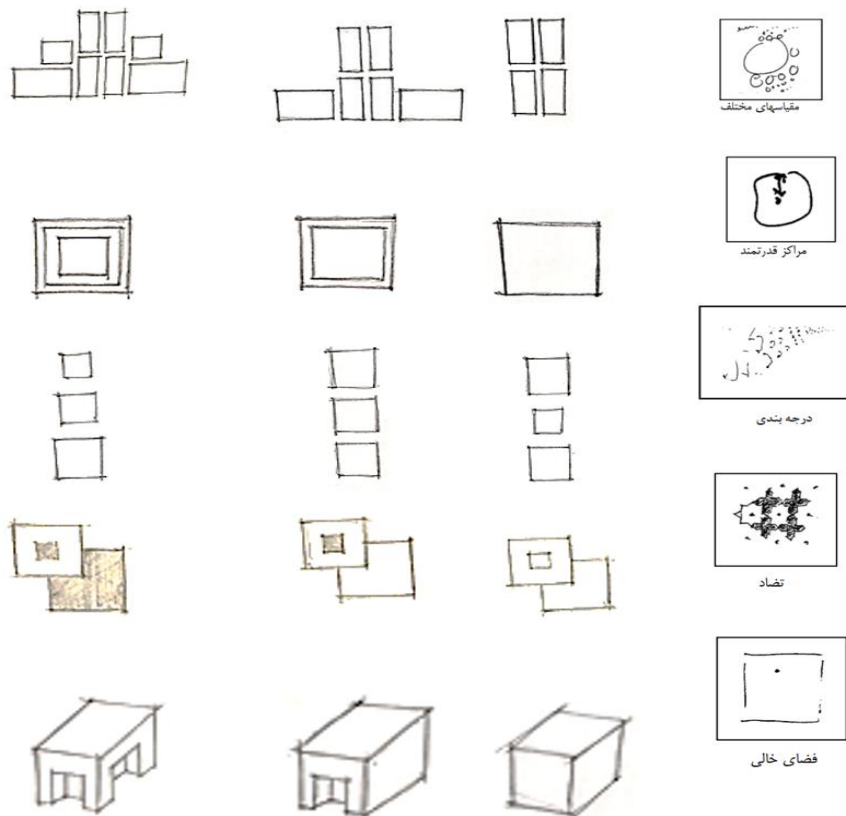 مقیاسهای مختلف
مراکز قدرتمند
درجه بندی
تضاد
فضای خالی